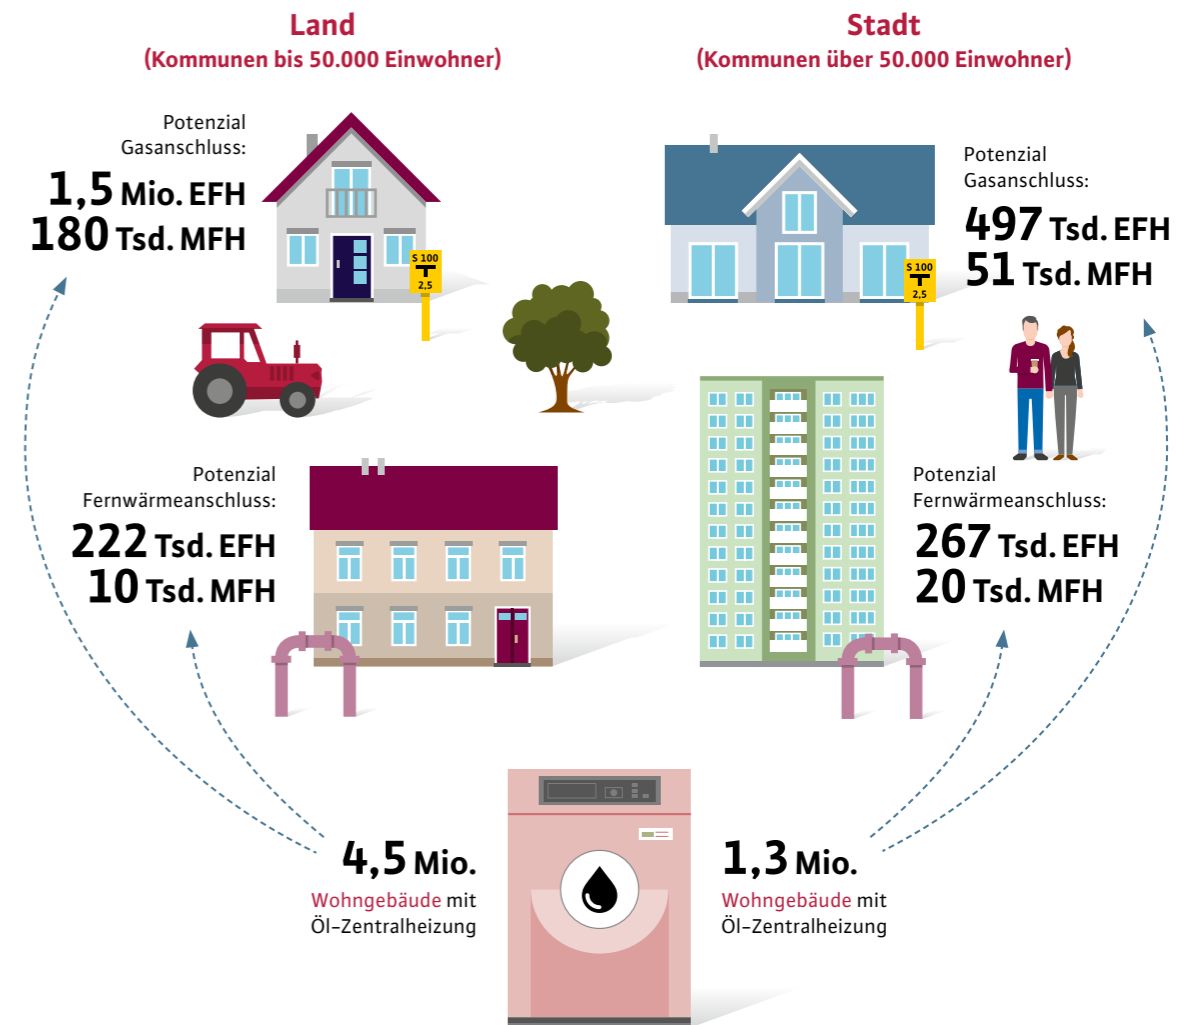 Land
(Kommunen bis 50.000 Einwohner)
Potenzial
Gasanschluss:
1,5 Mio. EFH
180 Tsd. MFH
S 100
2,5
Potenzial
Fernwärmeanschluss:
222 Tsd. EFH
10 Tsd. MFH
4,5 Mio.
Wohngebäude mit
Öl-Zentralheizung
Stadt
(Kommunen über 50.000 Einwohner)
Potenzial
Gasanschluss:
497 Tsd. EFH
51 Tsd. MFH
S 100
2,5
Potenzial
Fernwärmeanschluss:
267 Tsd. EFH
20 Tsd. MFH
1,3 Mio.
Wohngebäude mit
Öl-Zentralheizung